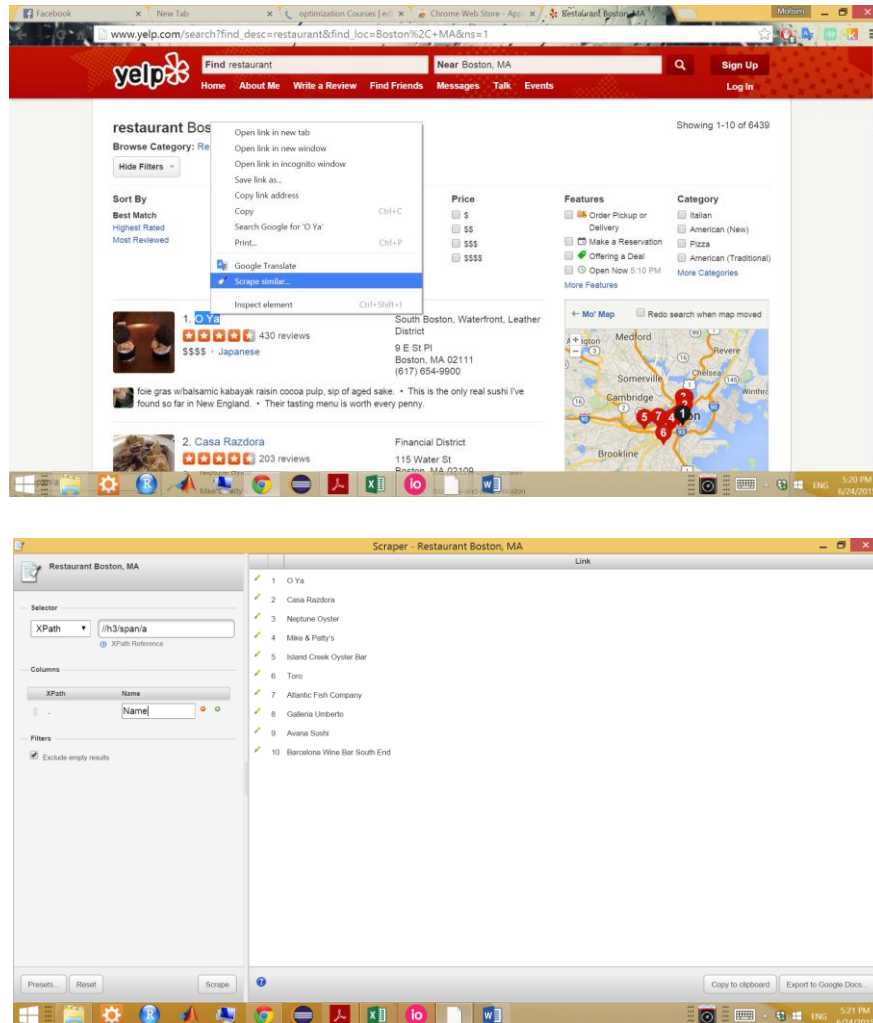 Facebook New Tab optimization Courses | ed Chrome Web Store - App Restaurant Boston, MA Mohsen
www.yelp.com/search?find_desc=restaurant&find_loc=Boston%2C+MA&ns=1
yelp Find restaurant Near Boston, MA Sign Up
Home About Me Write a Review Find Friends Messages Talk Events Log In
restaurant Bos Showing 1-10 of 6439
Browse Category: Re
Hide Filters
Open link in new tab
Open link in new window
Open link in incognito window
Save link as...
Copy link address
Copy Ctrl+C
Search Google for 'O Ya'
Print... Ctrl+P
Google Translate
Scrape similar...
Inspect element Ctrl+Shift+I
Sort By
Best Match
Highest Rated
Most Reviewed
Price
$
$$
$$$
$$$$
Features
Order Pickup or
Delivery
Make a Reservation
Offering a Deal
Open Now 5:10 PM
More Features
Category
Italian
American (New)
Pizza
American (Traditional)
More Categories
1. O Ya
430 reviews
$$$$ · Japanese
South Boston, Waterfront, Leather
District
9 E St Pl
Boston, MA 02111
(617) 654-9900
foie gras w/balsamic kabayak raisin cocoa pulp, sip of aged sake. • This is the only real sushi I've
found so far in New England. • Their tasting menu is worth every penny.
2. Casa Razdora
203 reviews
Financial District
115 Water St
Boston, MA 02109
Mo' Map Redo search when map moved
Medford
Revere
Chelsea
Somerville
Winthro
Cambridge
Brookline
5 7 4 1
6
ENG 5:20 PM
6/24/201
Scraper - Restaurant Boston, MA
Restaurant Boston, MA
Selector
XPath //h3/span/a
XPath Reference
Columns
XPath Name
. Name
Filters
Exclude empty results
Presets... Reset Scrape
Link
1 O Ya
2 Casa Razdora
3 Neptune Oyster
4 Mike & Patty's
5 Island Creek Oyster Bar
6 Toro
7 Atlantic Fish Company
8 Galleria Umberto
9 Avana Sushi
10 Barcelona Wine Bar South End
Copy to clipboard Export to Google Docs...
ENG 5:21 PM
6/24/201